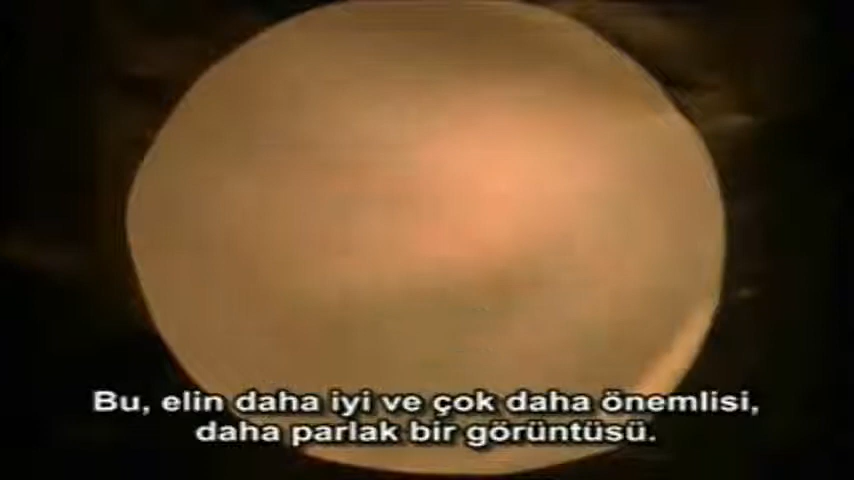 Bu, elin daha iyi ve çok daha önemlisi,
daha parlak bir görüntüsü.